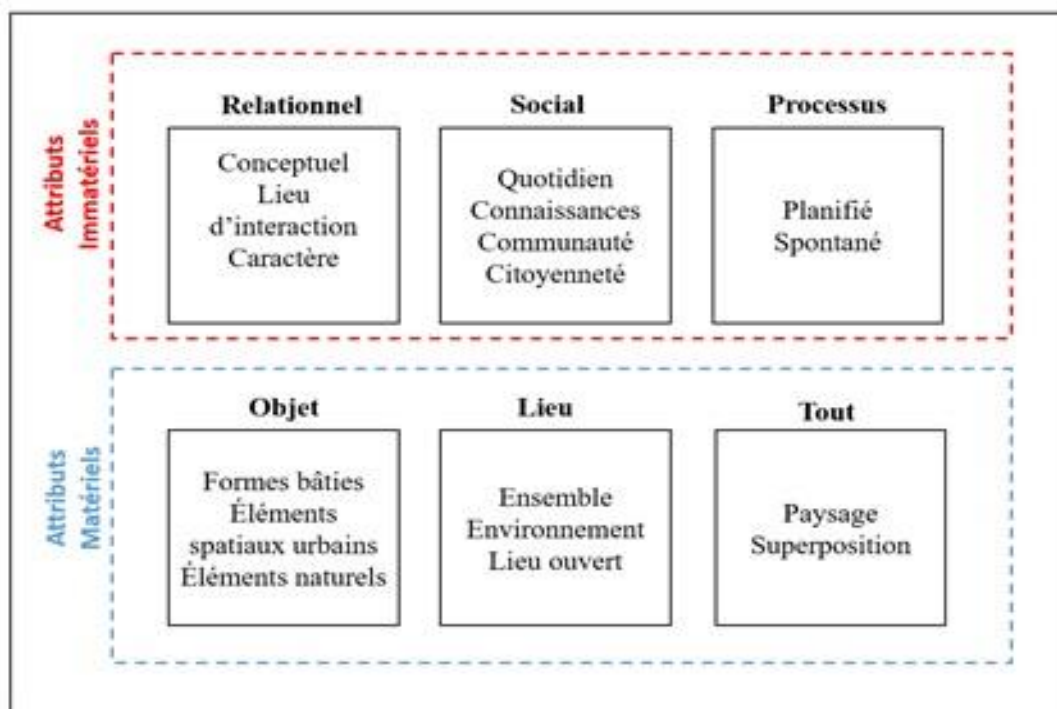 Attributs
Immatériels
Relationnel
Conceptuel
Lieu
d'interaction
Caractère
Social
Quotidien
Connaissances
Communauté
Citoyenneté
Processus
Planifié
Spontané
Attributs
Matériels
Objet
Formes bâties
Éléments
spatiaux urbains
Éléments naturels
Lieu
Ensemble
Environnement
Lieu ouvert
Tout
Paysage
Superposition